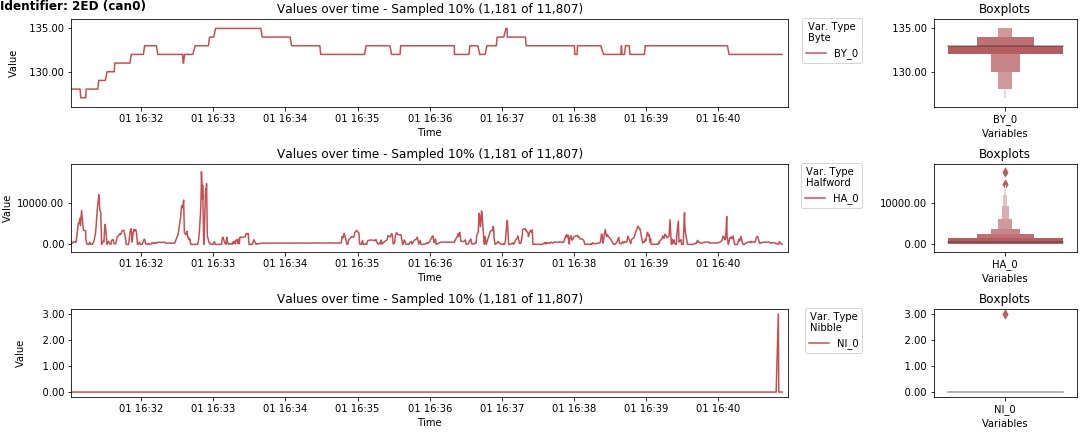 Identifier: 2ED (can0)
Values over time - Sampled 10% (1,181 of 11,807)
Boxplots
135.00
130.00
Value
01 16:32 01 16:33 01 16:34 01 16:35 01 16:36 01 16:37 01 16:38 01 16:39 01 16:40
Time
Var. Type
Byte
BY_0
135.00
130.00
BY_0
Variables
Values over time - Sampled 10% (1,181 of 11,807)
Boxplots
10000.00
0.00
Value
01 16:32 01 16:33 01 16:34 01 16:35 01 16:36 01 16:37 01 16:38 01 16:39 01 16:40
Time
Var. Type
Halfword
HA_0
10000.00
0.00
HA_0
Variables
Values over time - Sampled 10% (1,181 of 11,807)
Boxplots
3.00
2.00
1.00
0.00
Value
01 16:32 01 16:33 01 16:34 01 16:35 01 16:36 01 16:37 01 16:38 01 16:39 01 16:40
Time
Var. Type
Nibble
NI_0
3.00
2.00
1.00
0.00
NI_0
Variables